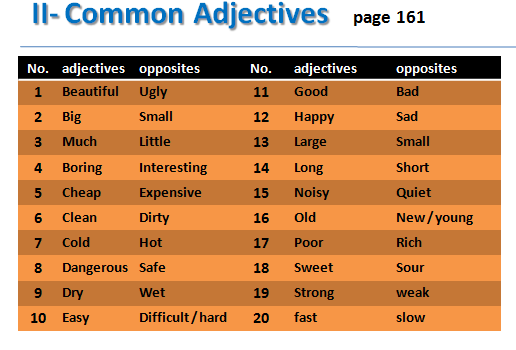 II- Common Adjectives page 161
No. adjectives opposites No. adjectives opposites
1 Beautiful Ugly 11 Good Bad
2 Big Small 12 Happy Sad
3 Much Little 13 Large Small
4 Boring Interesting 14 Long Short
5 Cheap Expensive 15 Noisy Quiet
6 Clean Dirty 16 Old New/young
7 Cold Hot 17 Poor Rich
8 Dangerous Safe 18 Sweet Sour
9 Dry Wet 19 Strong weak
10 Easy Difficult/hard 20 fast slow